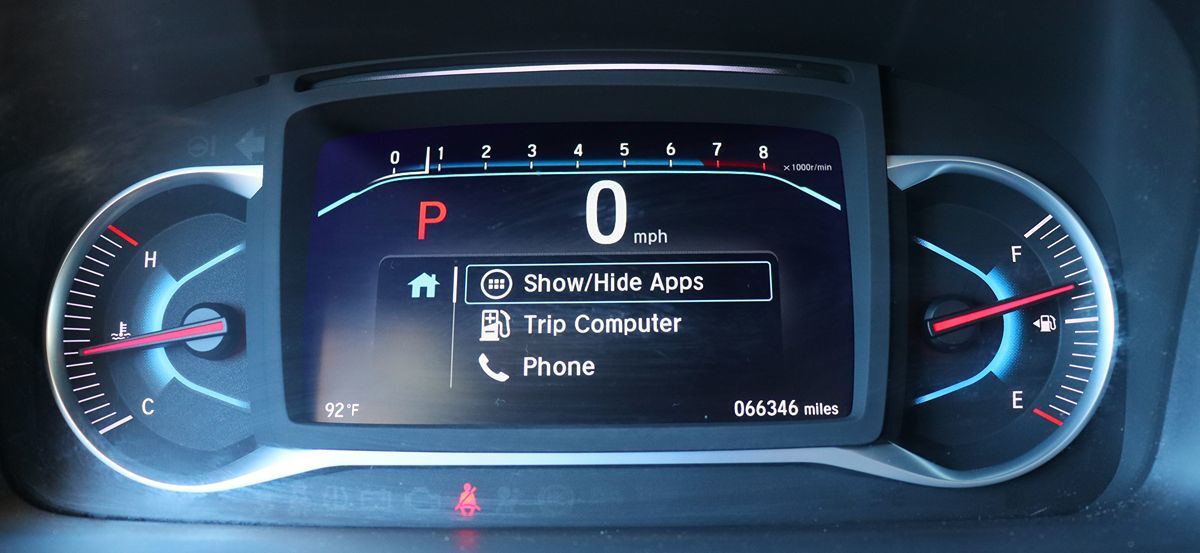 0 1 2 3 4 5 6 7 8 ×1000r/min
P 0 mph
H
C
Show/Hide Apps
Trip Computer
Phone
F
E
92°F
066346 miles